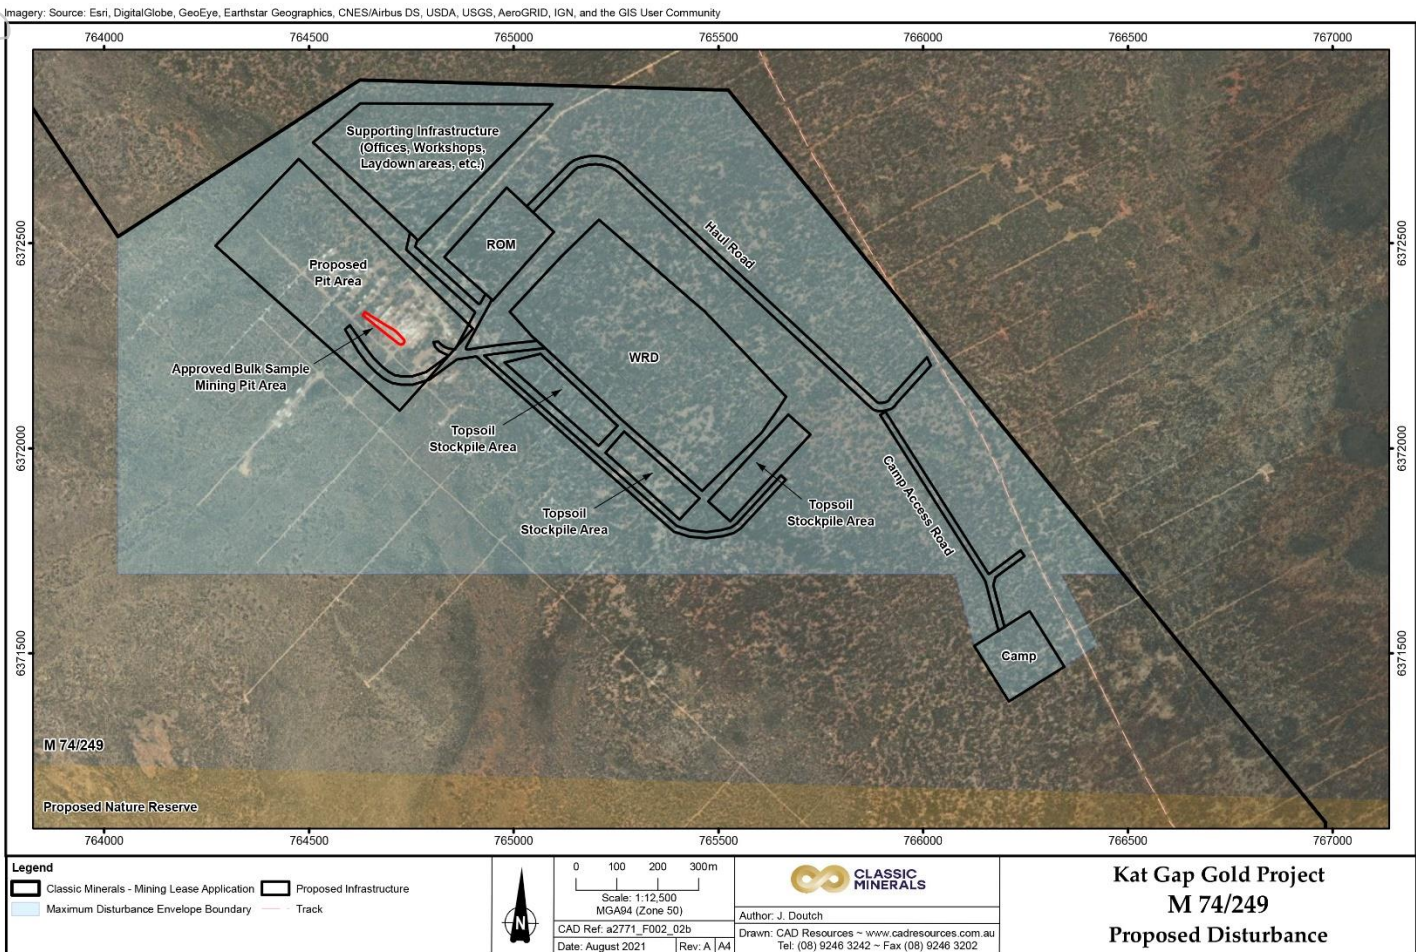 Imagery: Source: Esri, DigitalGlobe, GeoEye, Earthstar Geographics, CNES/Airbus DS, USDA, USGS, AeroGRID, IGN, and the GIS User Community
764000 764500 765000 765500 766000 766500 767000
Supporting Infrastructure
(Offices, Workshops,
Laydown areas, etc.)
6372500
6372500
Haul Road
ROM
Proposed
Pit Area
WRD
Approved Bulk Sample
Mining Pit Area
Topsoil
Stockpile Area
6372000
6372000
Camp Access Road
Topsoil
Stockpile Area
Topsoil
Stockpile Area
6371500
6371500
Camp
M 74/249
Proposed Nature Reserve
764000 764500 765000 765500 766000 766500 767000
Legend
Classic Minerals - Mining Lease Application
Proposed Infrastructure
Maximum Disturbance Envelope Boundary
Track
N
0 100 200 300m
Scale: 1:12,500
MGA94 (Zone 50)
CAD Ref: a2771_F002_02b
Date: August 2021
Rev: A
A4
CLASSIC
MINERALS
Author: J. Doutch
Drawn: CAD Resources ~ www.cadresources.com.au
Tel: (08) 9246 3242 ~ Fax (08) 9246 3202
Kat Gap Gold Project
M 74/249
Proposed Disturbance